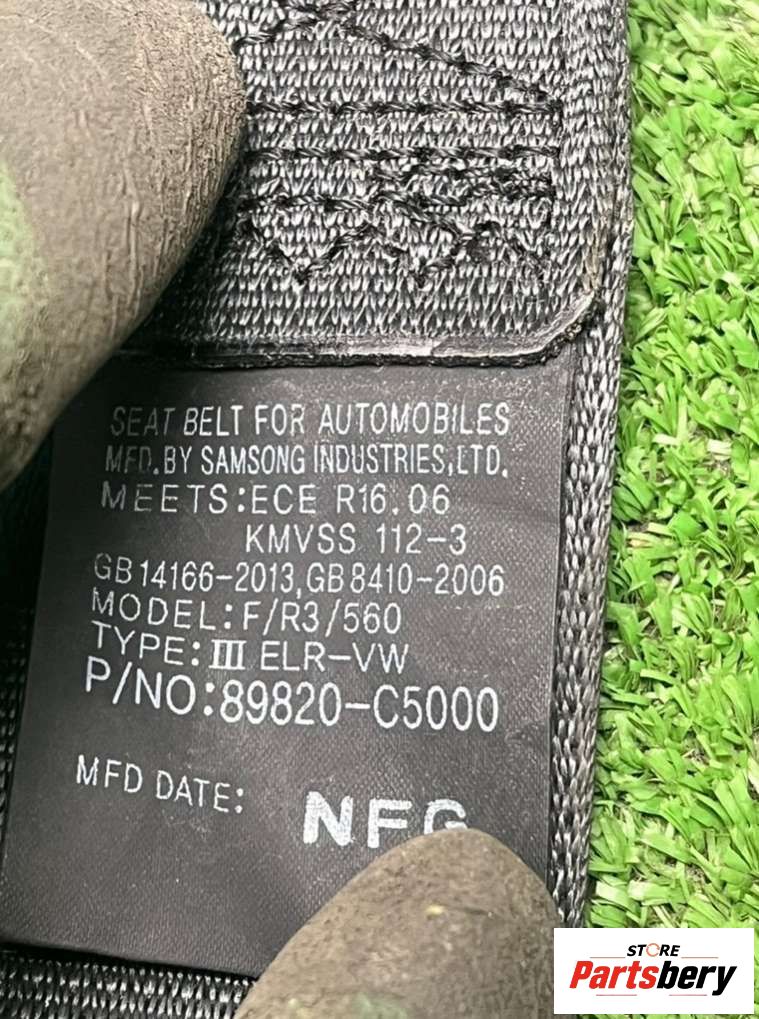 SEAT BELT FOR AUTOMOBILES
MFD.BY SAMSONG INDUSTRIES,LTD.
MEETS:ECE R16.06
KMVSS 112-3
GB14166-2013,GB8410-2006
MODEL:F/R3/560
TYPE:Ⅲ ELR-VW
P/NO:89820-C5000
MFD DATE: NFG
STORE
Partsbery